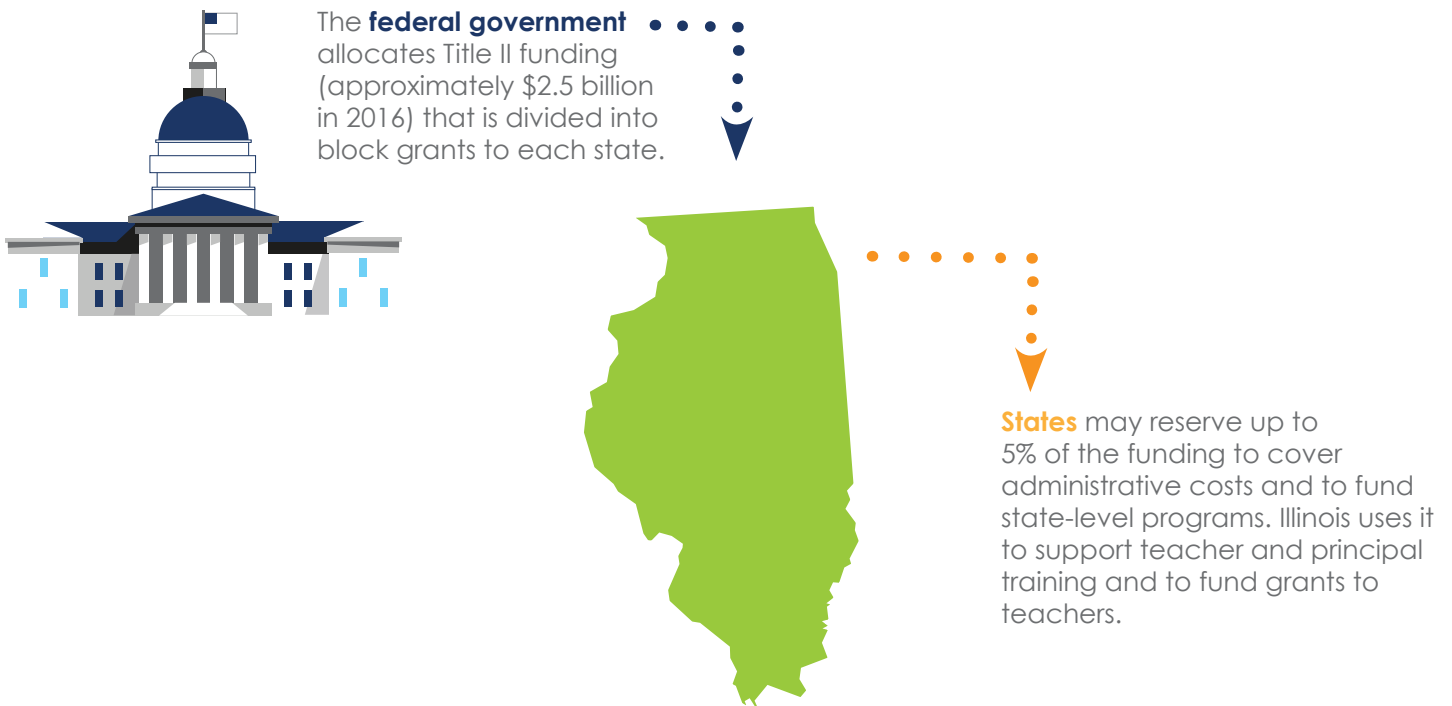 The federal government
allocates Title II funding
(approximately $2.5 billion
in 2016) that is divided into
block grants to each state.
States may reserve up to
5% of the funding to cover
administrative costs and to fund
state-level programs. Illinois uses it
to support teacher and principal
training and to fund grants to
teachers.